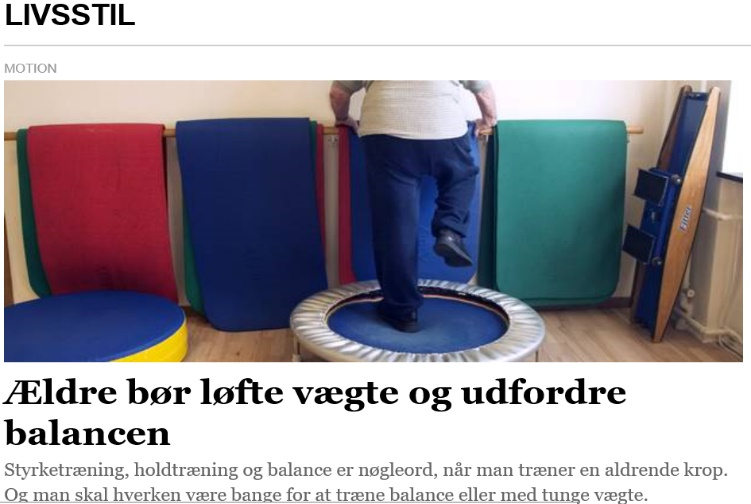 LIVSSTIL
MOTION
Ældre bør løfte vægte og udfordre
balancen
Styrketræning, holdtræning og balance er nøgleord, når man træner en aldrende krop.
Og man skal hverken være bange for at træne balance eller med tunge vægte.